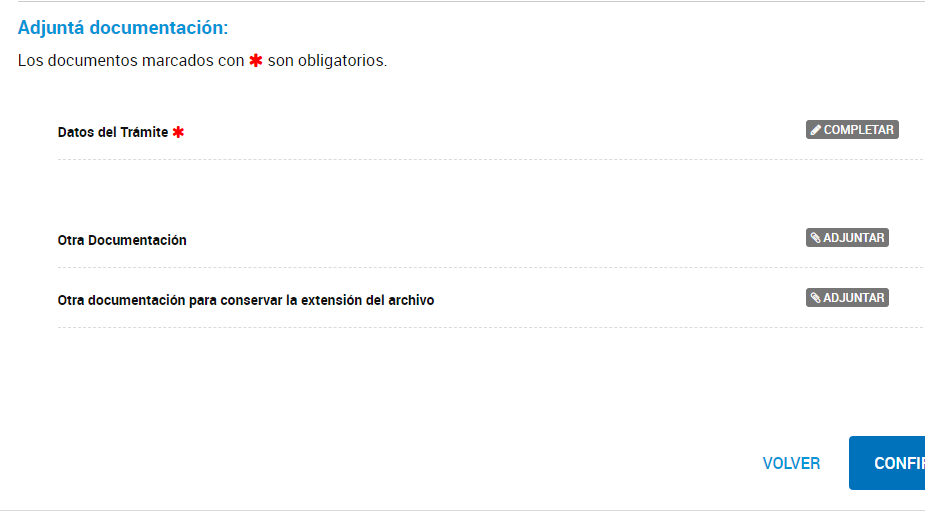 Adjuntá documentación:
Los documentos marcados con * son obligatorios.
Datos del Trámite *
COMPLETAR
Otra Documentación
ADJUNTAR
Otra documentación para conservar la extensión del archivo
ADJUNTAR
VOLVER
CONFI